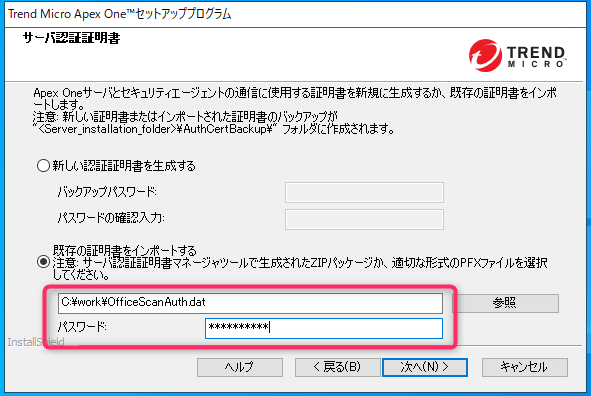 Trend Micro Apex One™セットアッププログラム
サーバ認証証明書
TREND
MICRO
Apex Oneサーバとセキュリティエージェントの通信に使用する証明書を新規に生成するか、既存の証明書をインポ
ートします。
注意: 新しい証明書またはインポートされた証明書のバックアップが
"<Server_installation_folder>¥AuthCertBackup¥" フォルダに作成されます。
新しい認証証明書を生成する
バックアップパスワード:
パスワードの確認入力:
既存の証明書をインポートする
注意: サーバ認証証明書マネージャツールで生成されたZIPパッケージか、適切な形式のPFXファイルを選択
してください。
C:¥work¥OfficeScanAuth.dat
参照
パスワード:
**********
InstallShield
ヘルプ
< 戻る(B)
次へ(N) >
キャンセル